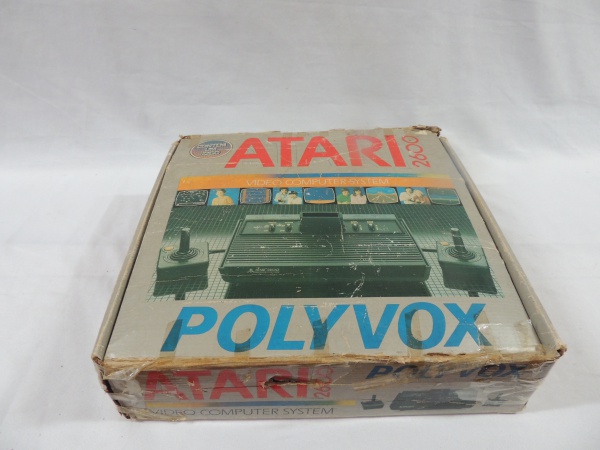 ATARI 2600
VIDEO COMPUTER SYSTEM
POLYVOX
ATARI 2600
POLYVOX
VIDEO COMPUTER SYSTEM